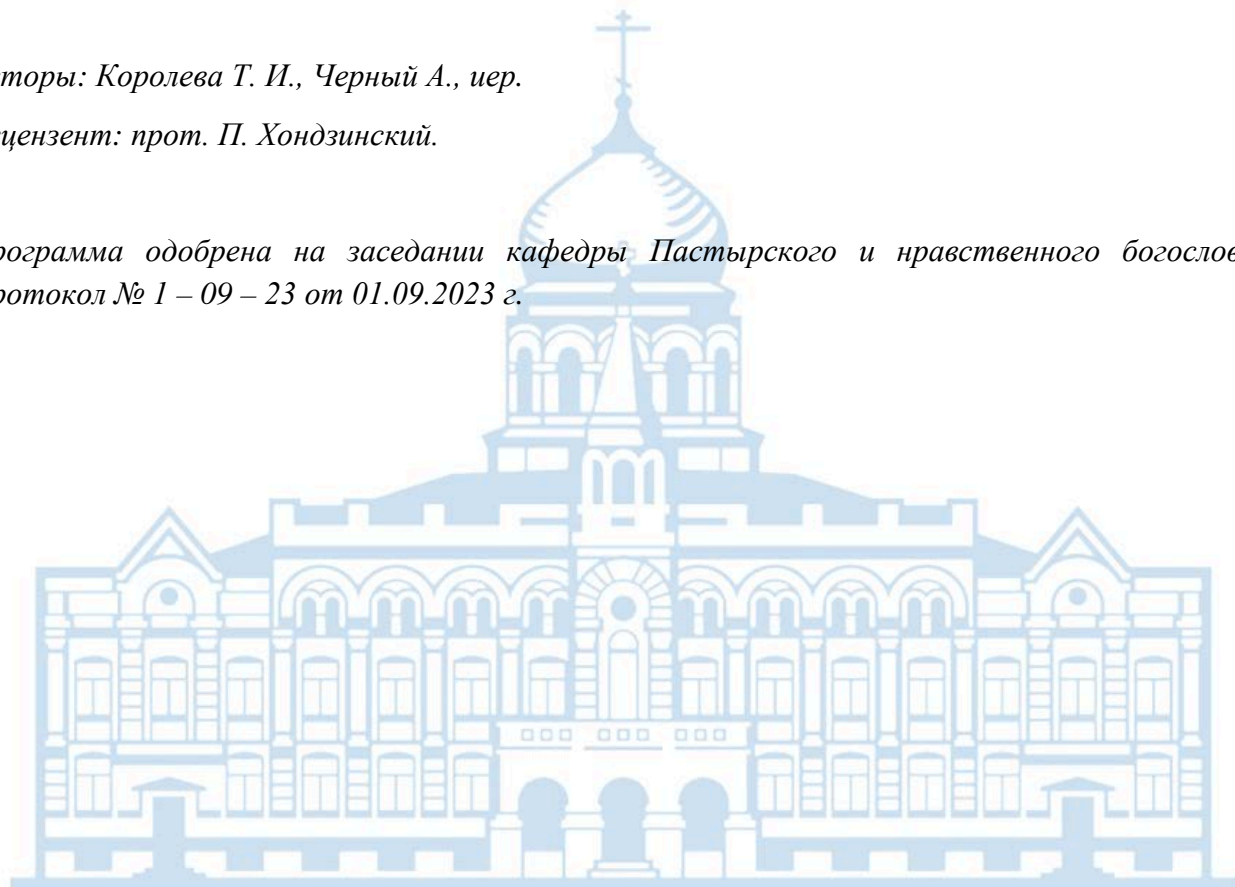 торы: Королева Т. И., Черный А., иер.
цензент: прот. П. Хондзинский.
рограмма одобрена на заседании кафедры Пастырского и нравственного богослов
ротокол № 1 – 09 – 23 от 01.09.2023 г.